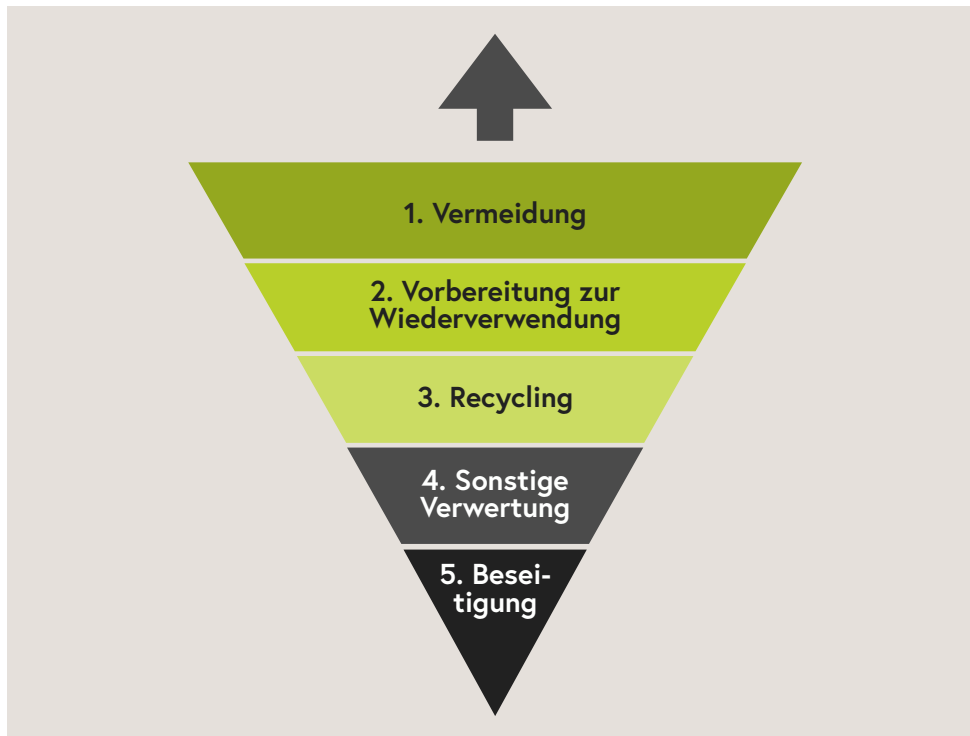 1. Vermeidung
2. Vorbereitung zur
Wiederverwendung
3. Recycling
4. Sonstige
Verwertung
5. Besei-
tigung